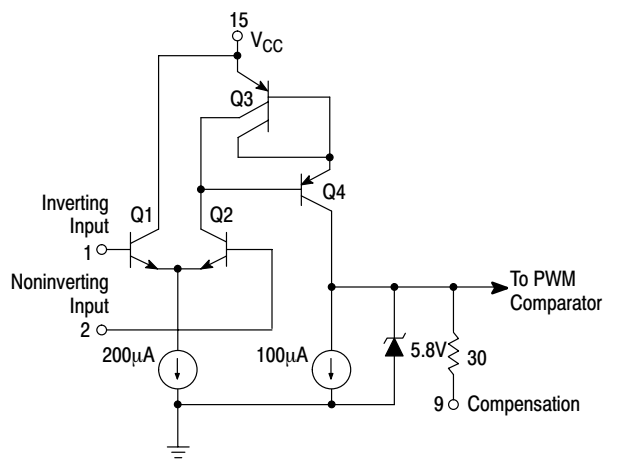 15
VCC
Q3
Q4
Inverting
Input
1
Q1
Q2
Noninverting
Input
2
To PWM
Comparator
200μA
100μA
5.8V
30
9
Compensation